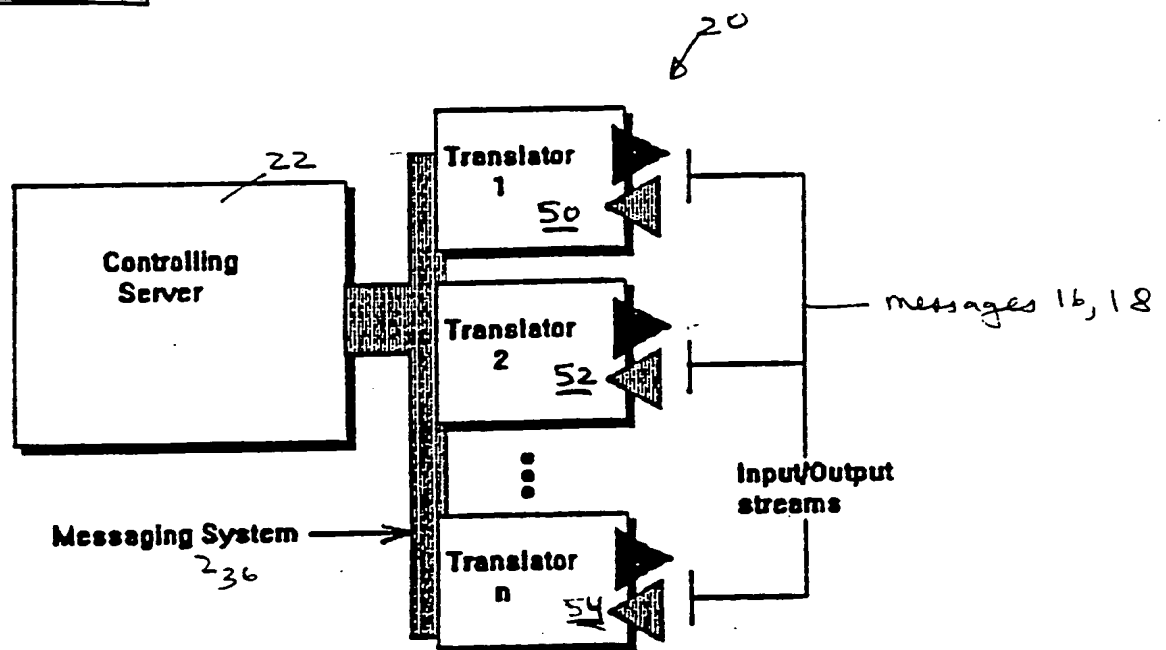 20
22
Controlling
Server
Translator
1
50
Translator
2
52
messages 16, 18
Input/Output
streams
Messaging System
236
Translator
n
54